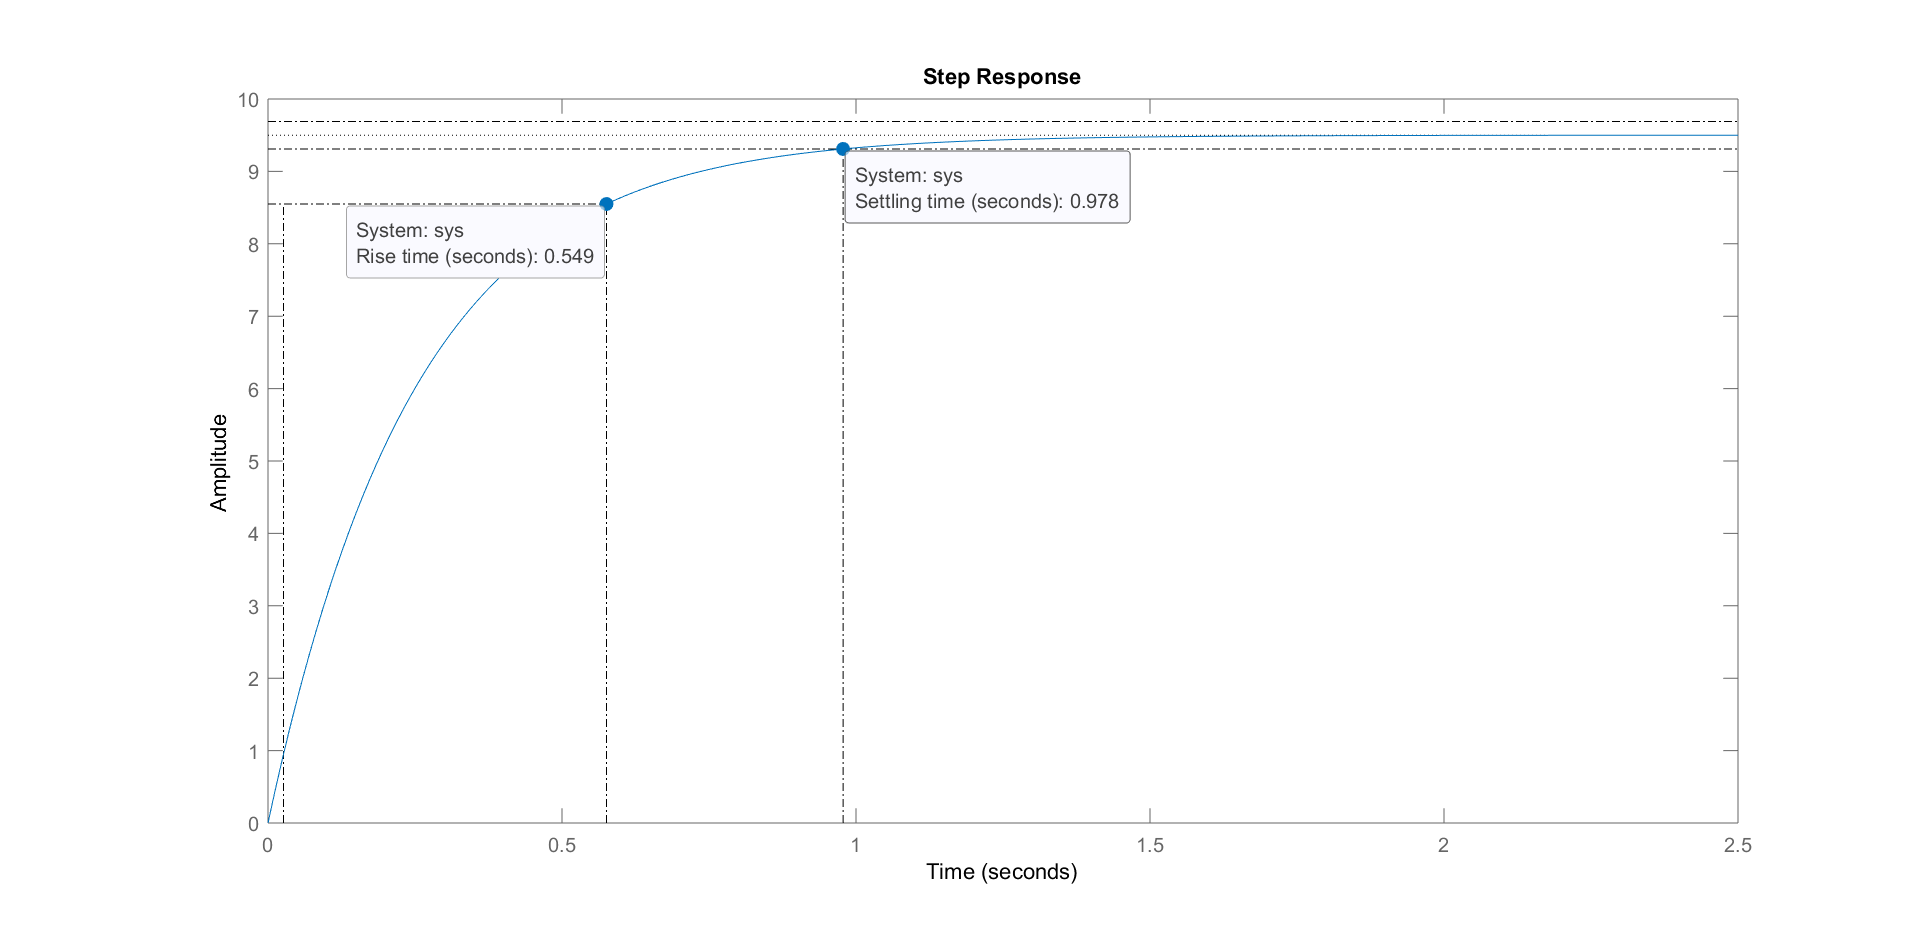 Step Response
10
9
8
7
6
5
4
3
2
1
0
Amplitude
System: sys
Rise time (seconds): 0.549
System: sys
Settling time (seconds): 0.978
0 0.5 1 1.5 2 2.5
Time (seconds)